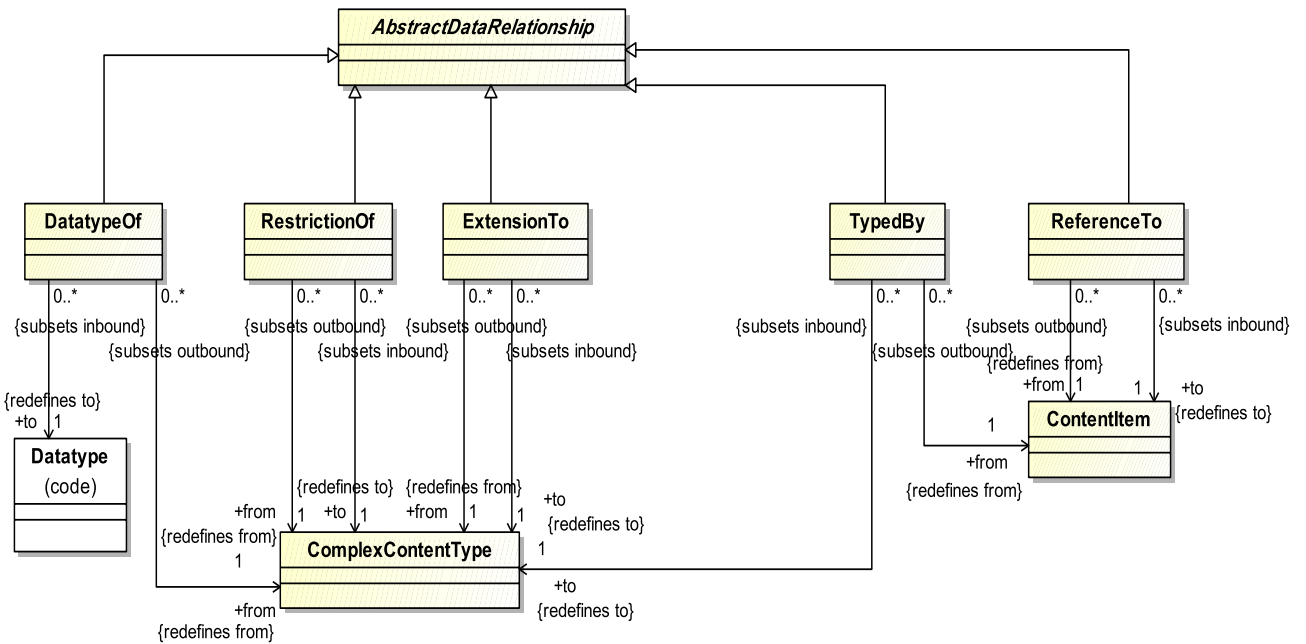 AbstractDataRelationship
DatatypeOf
RestrictionOf
ExtensionTo
TypedBy
ReferenceTo
0..*
0..*
0..*
0..*
0..*
0..*
0..*
0..*
0..*
0..*
{subsets inbound}
{subsets outbound}
{subsets outbound}
{subsets inbound}
{subsets outbound}
{subsets inbound}
{subsets inbound}
{subsets outbound}
{subsets outbound}
{subsets inbound}
{redefines from}
+from 1
1
+to
{redefines to}
{redefines to}
+to 1
ContentItem
1
+from
{redefines from}
Datatype
(code)
{redefines to}
{redefines from}
+from 1
+to 1
+from 1
1
+to
{redefines to}
{redefines from}
1
ComplexContentType
1
+from
{redefines from}
+to
{redefines to}